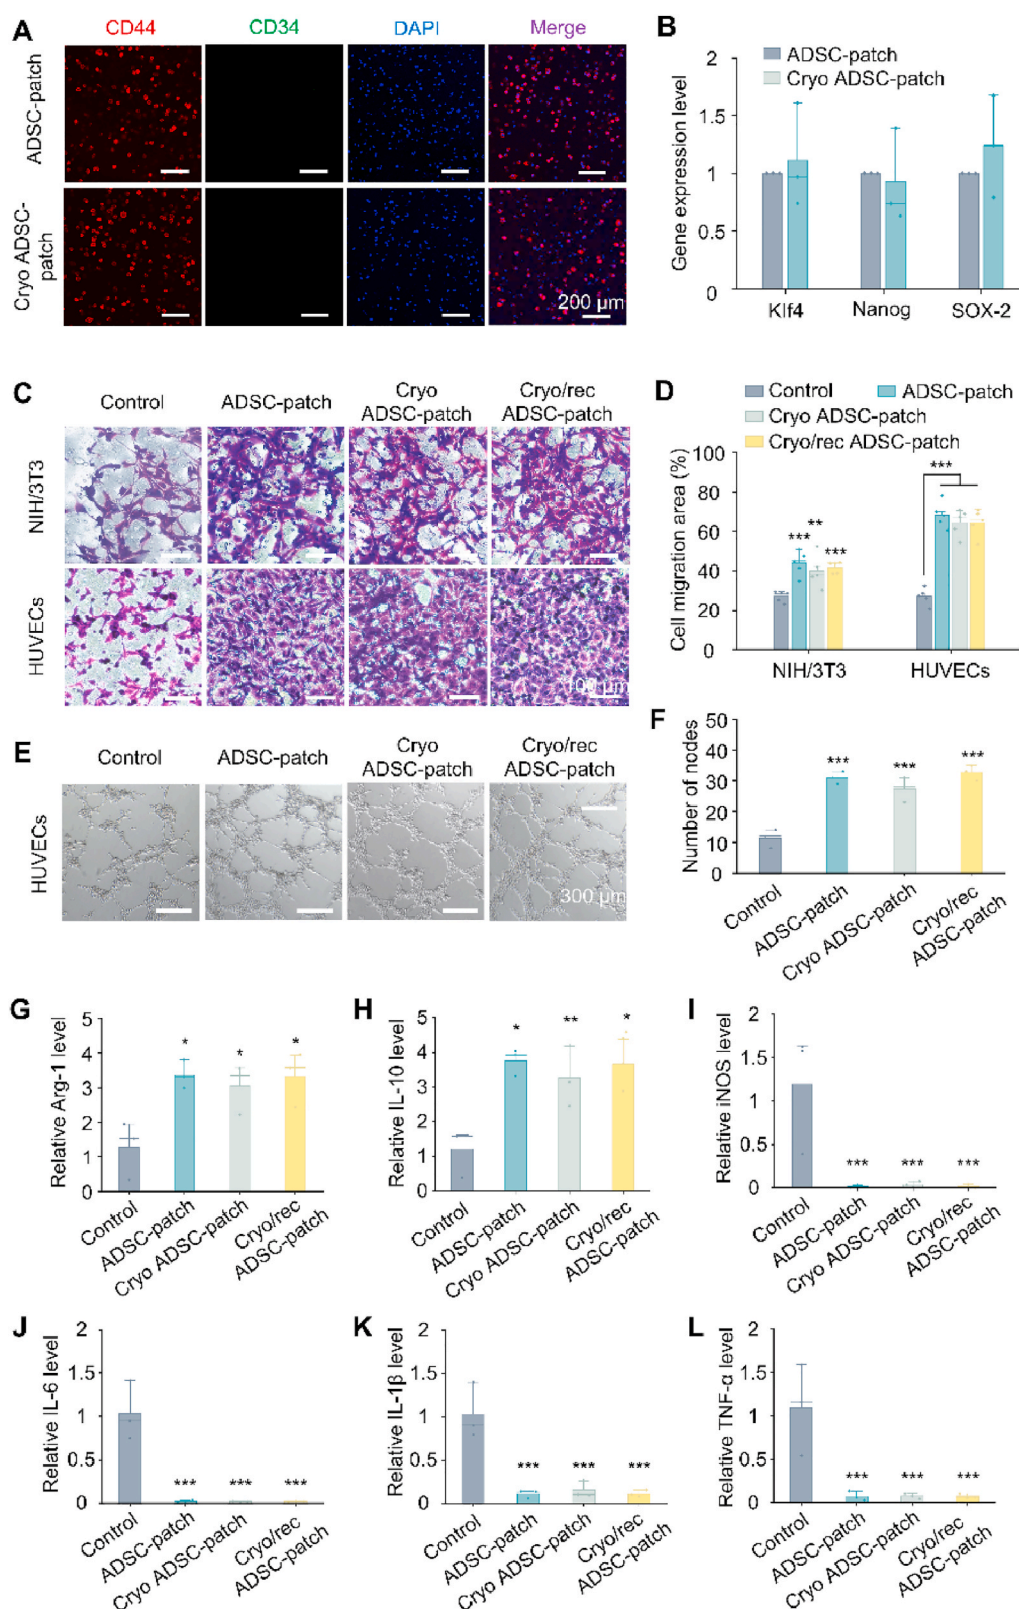 A
CD44
CD34
DAPI
Merge
ADSC-patch
Cryo ADSC-
patch
200 μm
B
ADSC-patch
Cryo ADSC-patch
Gene expression level
2
1.5
1
0.5
0
Klf4
Nanog
SOX-2
C
Control
ADSC-patch
Cryo
ADSC-patch
Cryo/rec
ADSC-patch
NIH/3T3
HUVECs
100 μm
D
Control
ADSC-patch
Cryo ADSC-patch
Cryo/rec ADSC-patch
Cell migration area (%)
100
80
60
40
20
0
***
**
***
***
NIH/3T3
HUVECs
E
Control
ADSC-patch
Cryo
ADSC-patch
Cryo/rec
ADSC-patch
HUVECs
300 μm
F
Number of nodes
50
40
30
20
10
0
***
***
***
Control
ADSC-patch
Cryo ADSC-patch
Cryo/rec
ADSC-patch
G
Relative Arg-1 level
5
4
3
2
1
0
*
*
*
Control
ADSC-patch
Cryo ADSC-patch
Cryo/rec
ADSC-patch
H
Relative IL-10 level
5
4
3
2
1
0
*
**
*
Control
ADSC-patch
Cryo ADSC-patch
Cryo/rec
ADSC-patch
I
Relative iNOS level
2
1.5
1
0.5
0
***
***
***
Control
ADSC-patch
Cryo ADSC-patch
Cryo/rec
ADSC-patch
J
Relative IL-6 level
2
1.5
1
0.5
0
***
***
***
Control
ADSC-patch
Cryo ADSC-patch
Cryo/rec
ADSC-patch
K
Relative IL-1β level
2
1.5
1
0.5
0
***
***
***
Control
ADSC-patch
Cryo ADSC-patch
Cryo/rec
ADSC-patch
L
Relative TNF-α level
2
1.5
1
0.5
0
***
***
***
Control
ADSC-patch
Cryo ADSC-patch
Cryo/rec
ADSC-patch